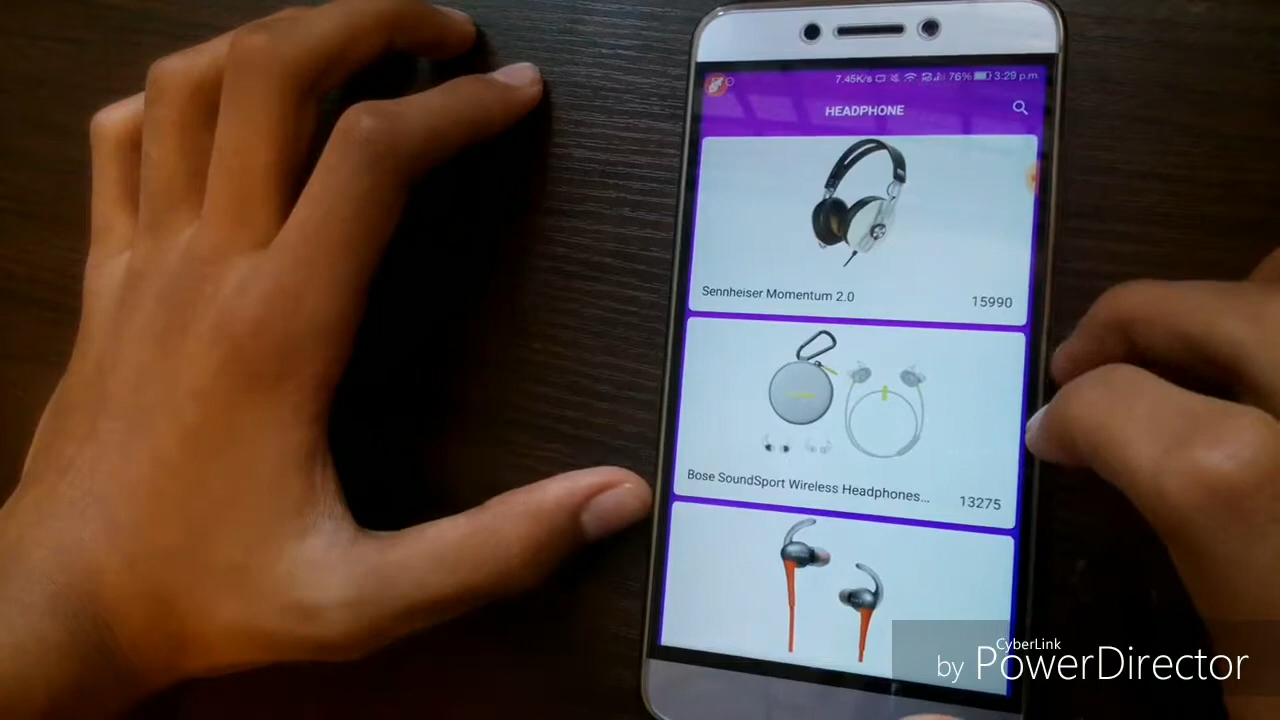 7.45K/s 76% 3:29 p.m.
HEADPHONE
Sennheiser Momentum 2.0 15990
Bose SoundSport Wireless Headphones... 13275
CyberLink
by PowerDirector